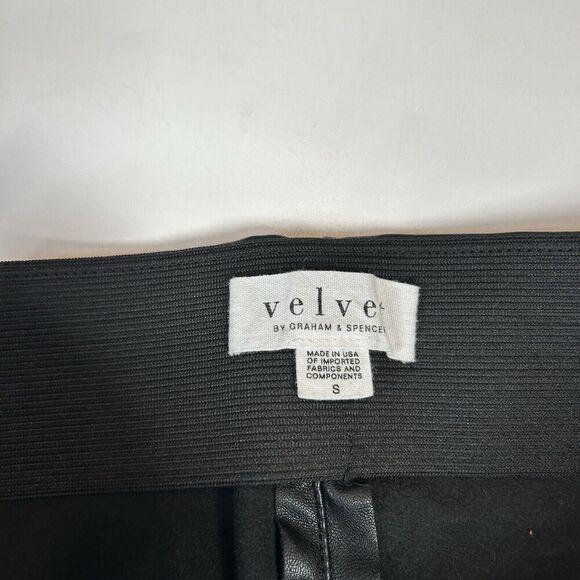 velvet
BY GRAHAM & SPENCER
MADE IN USA
OF IMPORTED
FABRICS AND
COMPONENTS
S